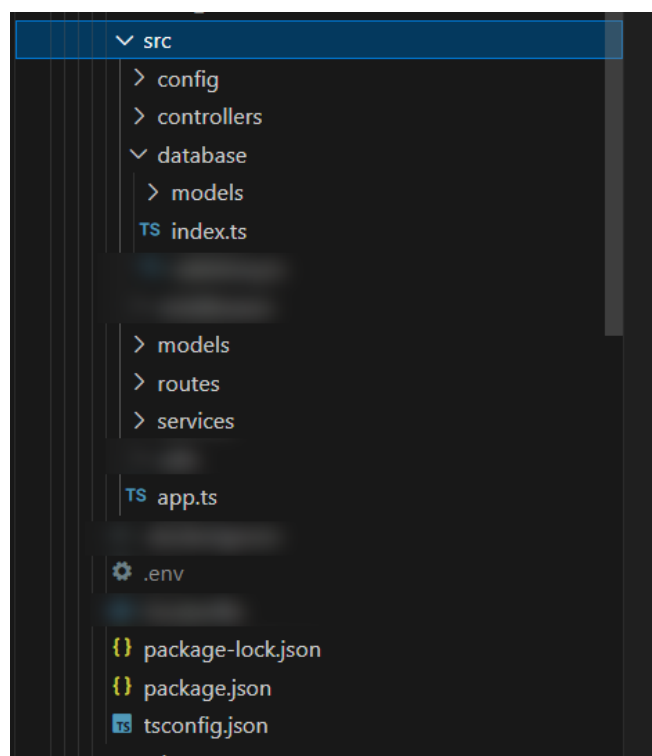 src
config
controllers
database
models
TS index.ts
models
routes
services
TS app.ts
.env
{} package-lock.json
{} package.json
TS tsconfig.json